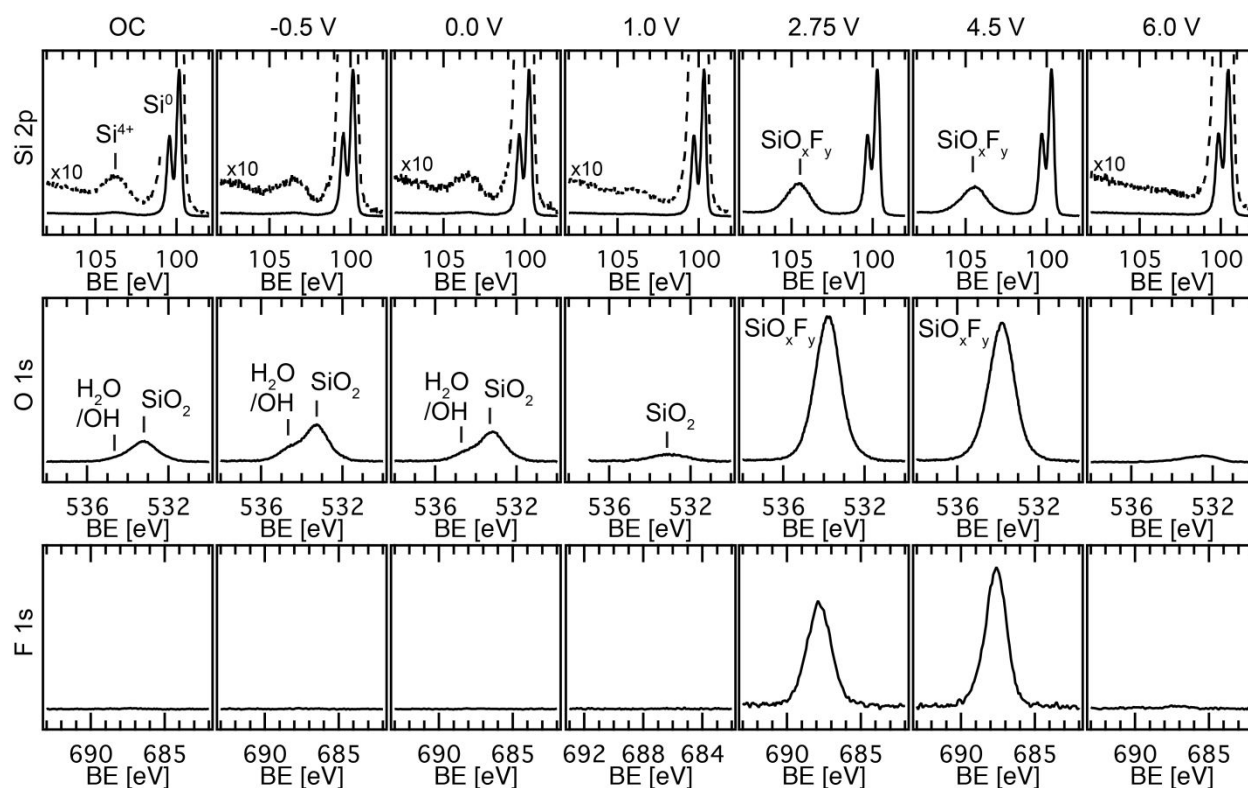 OC -0.5 V 0.0 V 1.0 V 2.75 V 4.5 V 6.0 V
Si 2p
Si⁴⁺ Si⁰ x10
x10
x10
x10
SiOₓFᵧ
SiOₓFᵧ
x10
105 100 105 100 105 100 105 100 105 100 105 100 105 100
BE [eV] BE [eV] BE [eV] BE [eV] BE [eV] BE [eV] BE [eV]
O 1s
H₂O
/OH SiO₂
H₂O
/OH SiO₂
H₂O
/OH SiO₂
SiO₂
SiOₓFᵧ
SiOₓFᵧ
536 532 536 532 536 532 536 532 536 532 536 532 536 532
BE [eV] BE [eV] BE [eV] BE [eV] BE [eV] BE [eV] BE [eV]
F 1s
690 685 690 685 690 685 692 688 684 690 685 690 685 690 685
BE [eV] BE [eV] BE [eV] BE [eV] BE [eV] BE [eV] BE [eV]